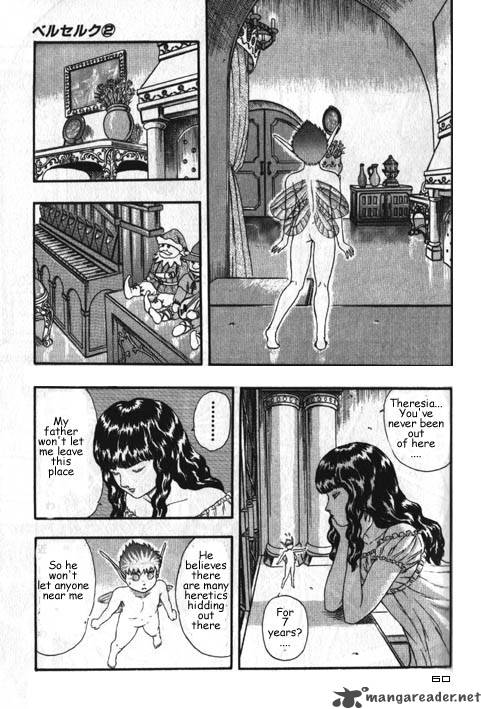 ベルセルク②
Theresia...
You've
never been
out
of here
....
For
7
years?
....
........
My
father
won't let
me leave
this
place
He
believes
there
are many
heretics
hidding
out
there
So he
won't
let anyone
near me
60
mangareader.net